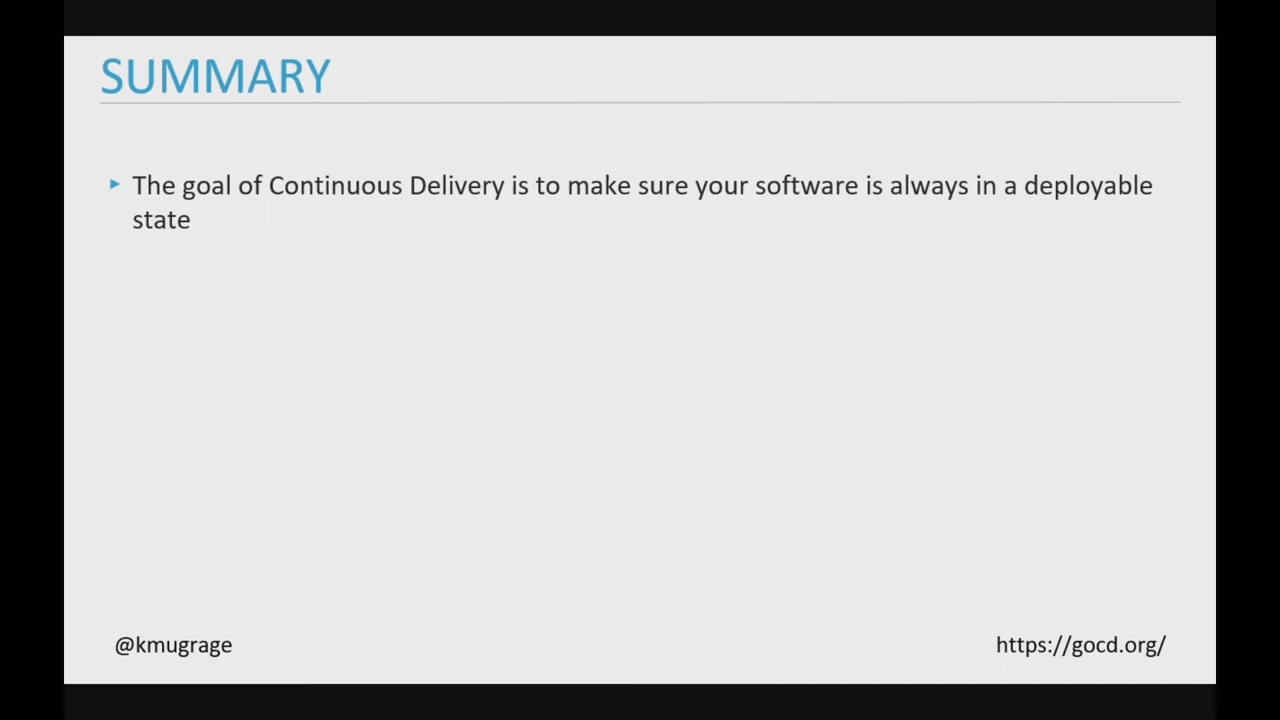 SUMMARY
The goal of Continuous Delivery is to make sure your software is always in a deployable
state
@kmugrage
https://gocd.org/